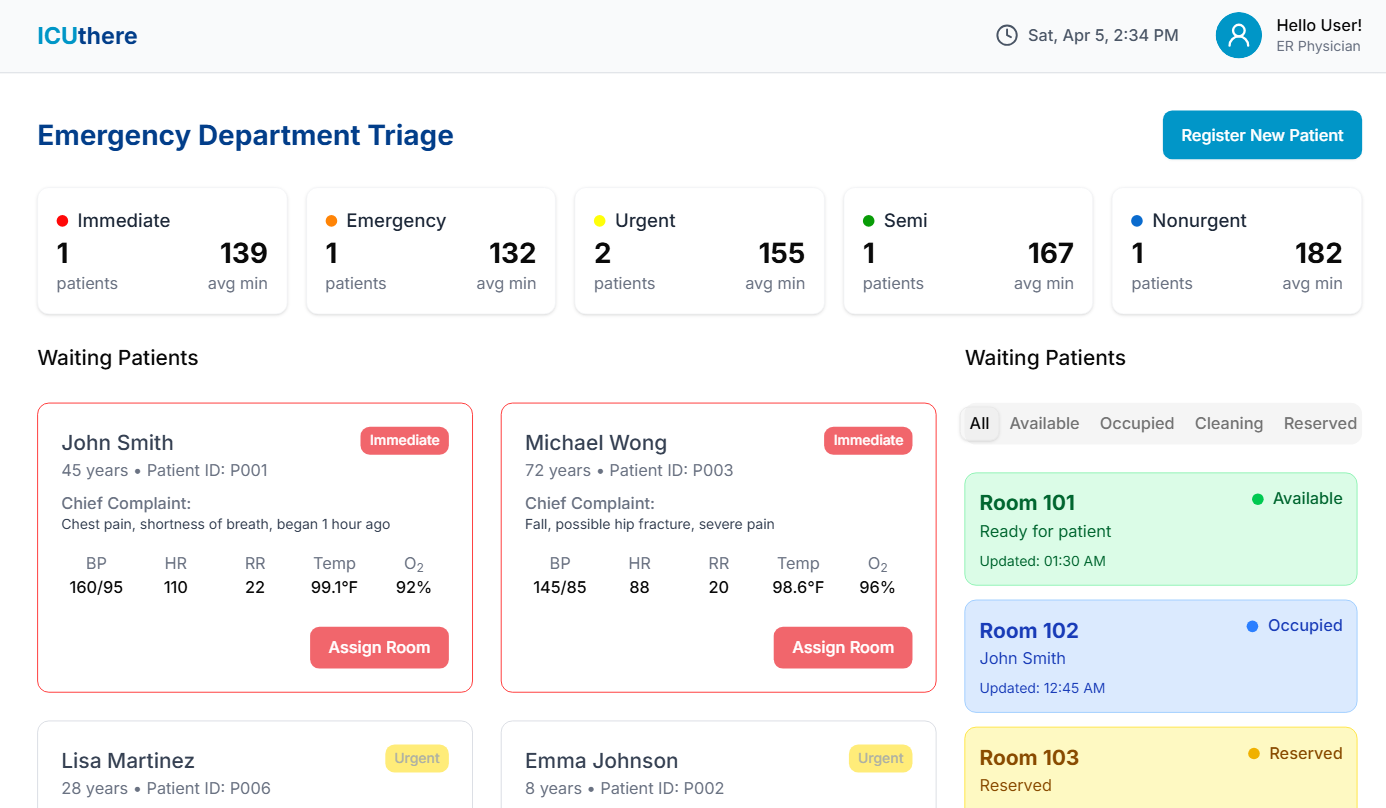 ICUthere
Sat, Apr 5, 2:34 PM
Hello User!
ER Physician
Emergency Department Triage
Register New Patient
Immediate
1 139
patients avg min
Emergency
1 132
patients avg min
Urgent
2 155
patients avg min
Semi
1 167
patients avg min
Nonurgent
1 182
patients avg min
Waiting Patients
John Smith
Immediate
45 years • Patient ID: P001
Chief Complaint:
Chest pain, shortness of breath, began 1 hour ago
BP HR RR Temp O₂
160/95 110 22 99.1°F 92%
Assign Room
Michael Wong
Immediate
72 years • Patient ID: P003
Chief Complaint:
Fall, possible hip fracture, severe pain
BP HR RR Temp O₂
145/85 88 20 98.6°F 96%
Assign Room
Lisa Martinez
Urgent
28 years • Patient ID: P006
Emma Johnson
Urgent
8 years • Patient ID: P002
Waiting Patients
All Available Occupied Cleaning Reserved
Room 101
Available
Ready for patient
Updated: 01:30 AM
Room 102
Occupied
John Smith
Updated: 12:45 AM
Room 103
Reserved
Reserved